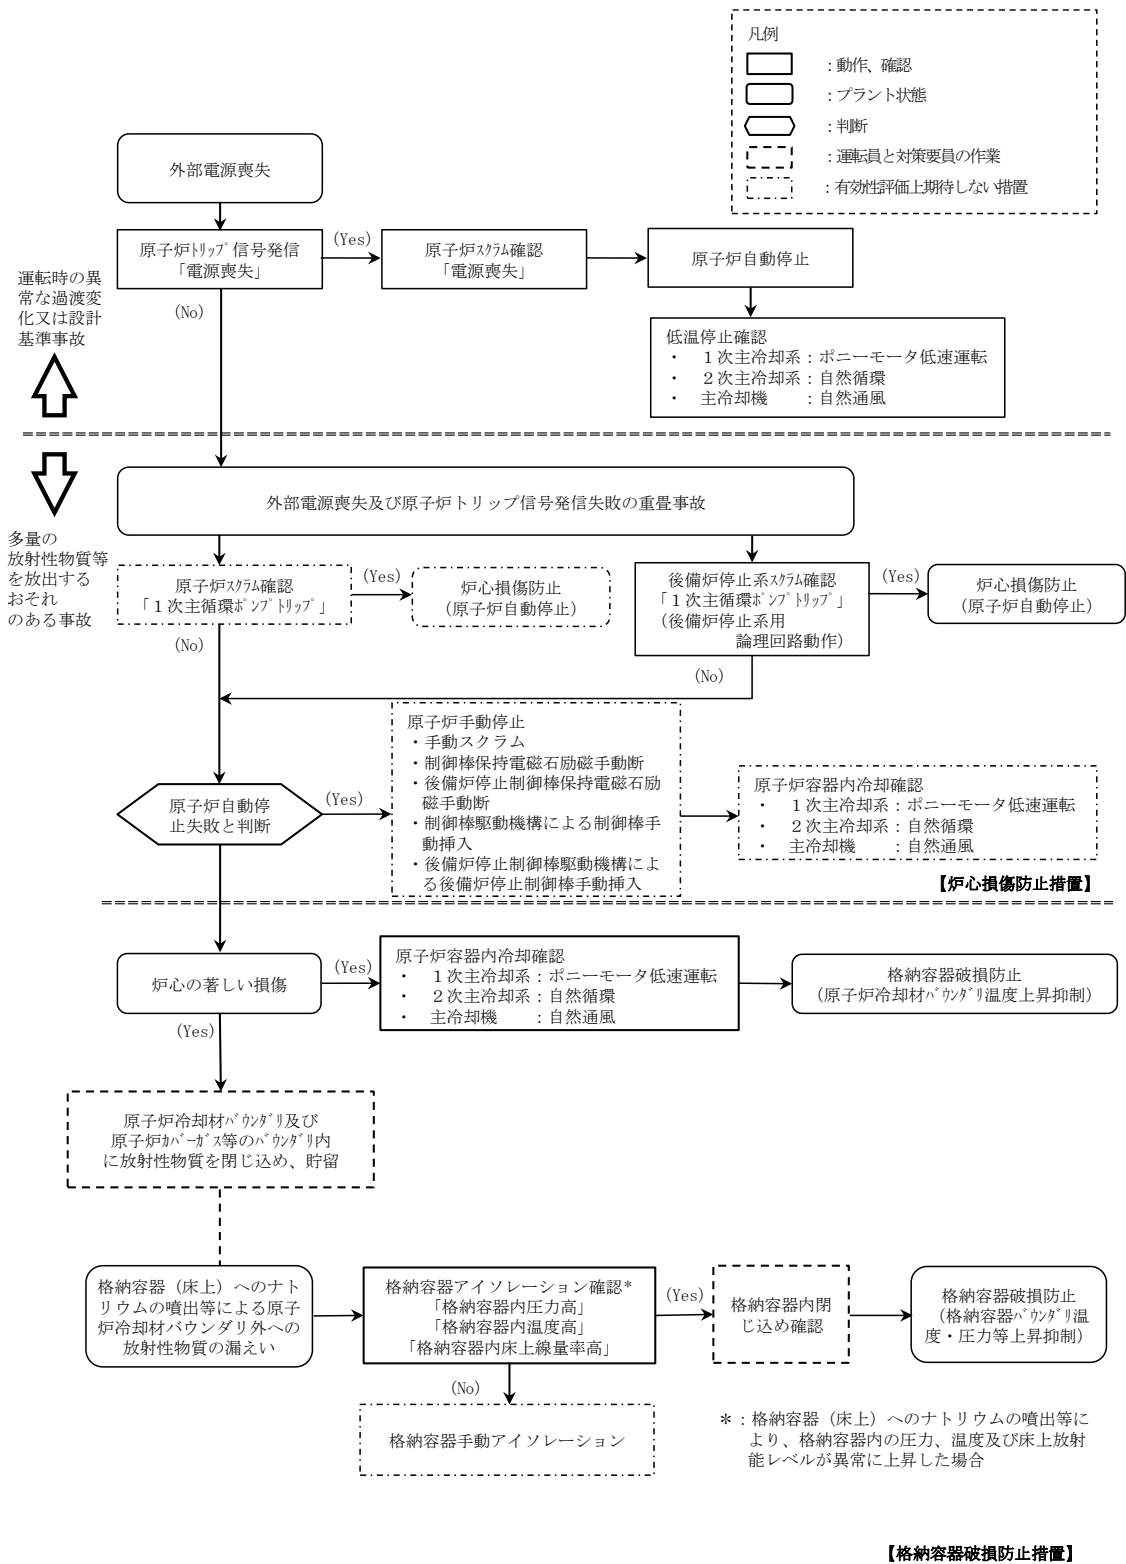 凡例
：動作、確認
：プラント状態
：判断
：運転員と対策要員の作業
：有効性評価上期待しない措置
外部電源喪失
原子炉ﾄﾘｯﾌﾟ信号発信
「電源喪失」
(Yes)
原子炉ｽｸﾗﾑ確認
「電源喪失」
原子炉自動停止
(No)
運転時の異
常な過渡変
化又は設計
基準事故
低温停止確認
・　１次主冷却系：ポニーモータ低速運転
・　２次主冷却系：自然循環
・　主冷却機　　：自然通風
外部電源喪失及び原子炉トリップ信号発信失敗の重畳事故
多量の
放射性物質等
を放出する
おそれ
のある事故
原子炉ｽｸﾗﾑ確認
「１次主循環ﾎﾟﾝﾌﾟﾄﾘｯﾌﾟ」
(Yes)
炉心損傷防止
（原子炉自動停止）
後備炉停止系ｽｸﾗﾑ確認
「１次主循環ﾎﾟﾝﾌﾟﾄﾘｯﾌﾟ」
（後備炉停止系用
論理回路動作）
(Yes)
炉心損傷防止
（原子炉自動停止）
(No)
(No)
原子炉手動停止
・手動スクラム
・制御棒保持電磁石励磁手動断
・後備炉停止制御棒保持電磁石励
磁手動断
・制御棒駆動機構による制御棒手
動挿入
・後備炉停止制御棒駆動機構によ
る後備炉停止制御棒手動挿入
原子炉自動停
止失敗と判断
(Yes)
原子炉容器内冷却確認
・　１次主冷却系：ポニーモータ低速運転
・　２次主冷却系：自然循環
・　主冷却機　　：自然通風
【炉心損傷防止措置】
炉心の著しい損傷
(Yes)
原子炉容器内冷却確認
・　１次主冷却系：ポニーモータ低速運転
・　２次主冷却系：自然循環
・　主冷却機　　：自然通風
格納容器破損防止
（原子炉冷却材ﾊﾞｳﾝﾀﾞﾘ温度上昇抑制）
(Yes)
原子炉冷却材ﾊﾞｳﾝﾀﾞﾘ及び
原子炉ｶﾊﾞｰｶﾞｽ等のﾊﾞｳﾝﾀﾞﾘ内
に放射性物質を閉じ込め、貯留
格納容器（床上）へのナト
リウムの噴出等による原子
炉冷却材バウンダリ外への
放射性物質の漏えい
格納容器アイソレーション確認*
「格納容器内圧力高」
「格納容器内温度高」
「格納容器内床上線量率高」
(Yes)
格納容器内閉
じ込め確認
格納容器破損防止
（格納容器ﾊﾞｳﾝﾀﾞﾘ温
度・圧力等上昇抑制）
(No)
格納容器手動アイソレーション
＊：格納容器（床上）へのナトリウムの噴出等に
より、格納容器内の圧力、温度及び床上放射
能レベルが異常に上昇した場合
【格納容器破損防止措置】